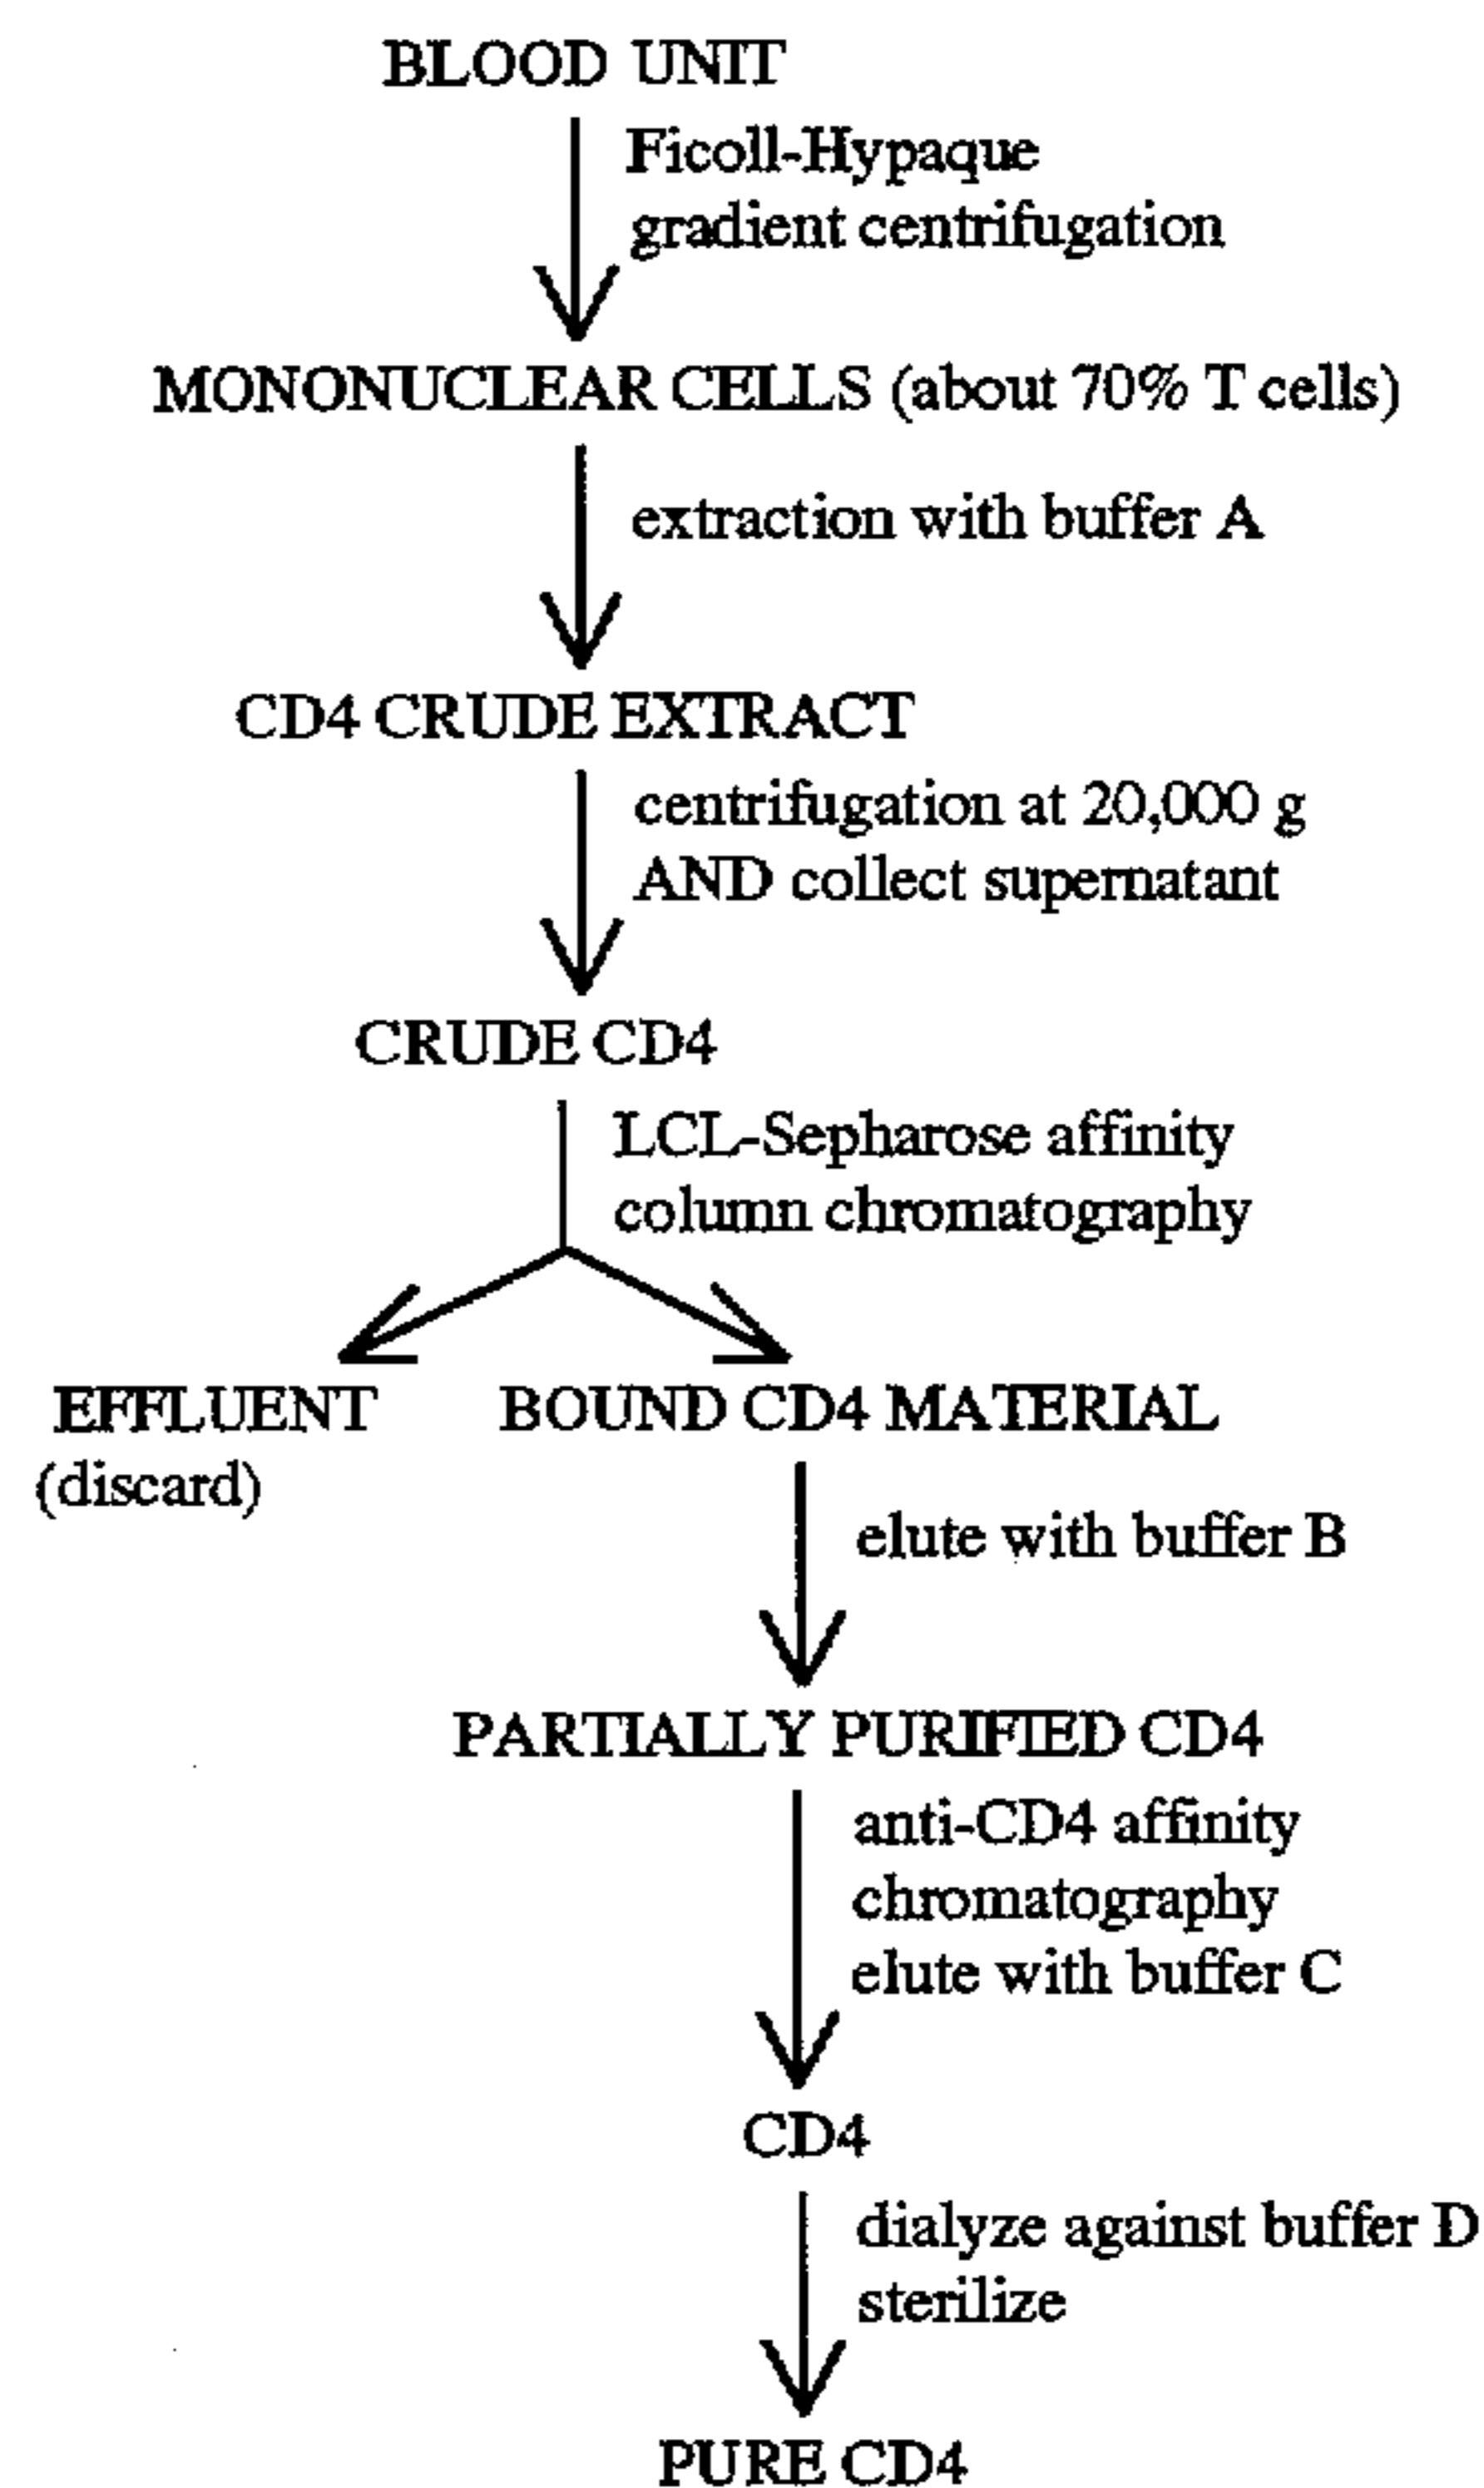 BLOOD UNIT
Ficoll-Hypaque
gradient centrifugation
MONONUCLEAR CELLS (about 70% T cells)
extraction with buffer A
CD4 CRUDE EXTRACT
centrifugation at 20,000 g
AND collect supernatant
CRUDE CD4
LCL-Sepharose affinity
column chromatography
EFFLUENT
(discard)
BOUND CD4 MATERIAL
elute with buffer B
PARTIALLY PURIFIED CD4
anti-CD4 affinity
chromatography
elute with buffer C
CD4
dialyze against buffer D
sterilize
PURE CD4